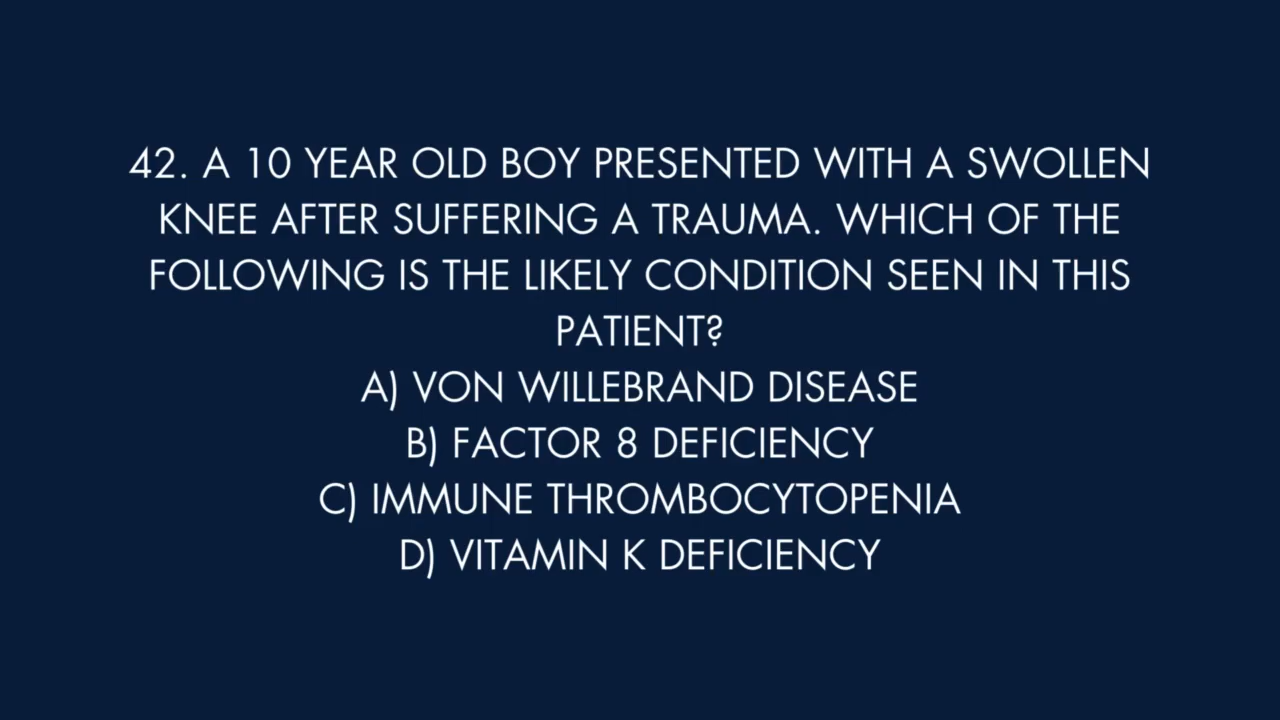 42. A 10 YEAR OLD BOY PRESENTED WITH A SWOLLEN
KNEE AFTER SUFFERING A TRAUMA. WHICH OF THE
FOLLOWING IS THE LIKELY CONDITION SEEN IN THIS
PATIENT?
A) VON WILLEBRAND DISEASE
B) FACTOR 8 DEFICIENCY
C) IMMUNE THROMBOCYTOPENIA
D) VITAMIN K DEFICIENCY